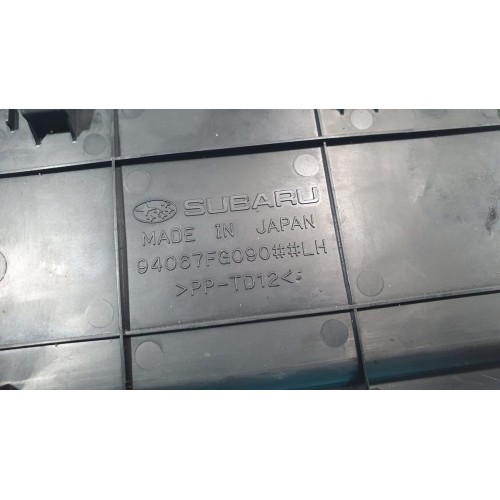 SUBARU
MADE IN JAPAN
94067FG090##LH
>PP-TD12<